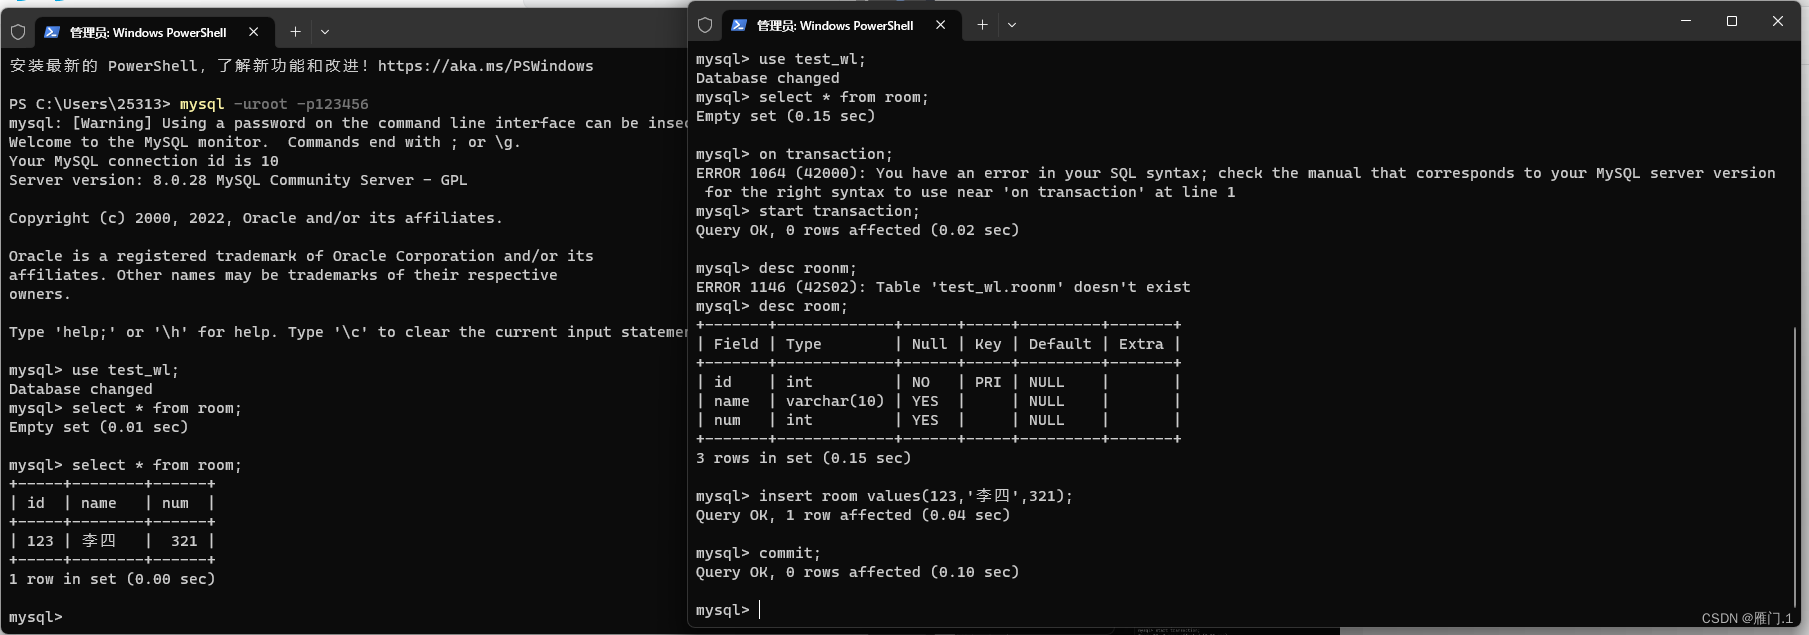 管理员: Windows PowerShell
安装最新的 PowerShell，了解新功能和改进！https://aka.ms/PSWindows
PS C:\Users\25313> mysql -uroot -p123456
mysql: [Warning] Using a password on the command line interface can be insec
Welcome to the MySQL monitor.  Commands end with ; or \g.
Your MySQL connection id is 10
Server version: 8.0.28 MySQL Community Server - GPL
Copyright (c) 2000, 2022, Oracle and/or its affiliates.
Oracle is a registered trademark of Oracle Corporation and/or its
affiliates. Other names may be trademarks of their respective
owners.
Type 'help;' or '\h' for help. Type '\c' to clear the current input statemen
mysql> use test_wl;
Database changed
mysql> select * from room;
Empty set (0.01 sec)
mysql> select * from room;
+-----+--------+------+
| id  | name   | num  |
+-----+--------+------+
| 123 | 李四   |  321 |
+-----+--------+------+
1 row in set (0.00 sec)
mysql>
管理员: Windows PowerShell
mysql> use test_wl;
Database changed
mysql> select * from room;
Empty set (0.15 sec)
mysql> on transaction;
ERROR 1064 (42000): You have an error in your SQL syntax; check the manual that corresponds to your MySQL server version
 for the right syntax to use near 'on transaction' at line 1
mysql> start transaction;
Query OK, 0 rows affected (0.02 sec)
mysql> desc roonm;
ERROR 1146 (42S02): Table 'test_wl.roonm' doesn't exist
mysql> desc room;
+-------+-------------+------+-----+---------+-------+
| Field | Type        | Null | Key | Default | Extra |
+-------+-------------+------+-----+---------+-------+
| id    | int         | NO   | PRI | NULL    |       |
| name  | varchar(10) | YES  |     | NULL    |       |
| num   | int         | YES  |     | NULL    |       |
+-------+-------------+------+-----+---------+-------+
3 rows in set (0.15 sec)
mysql> insert room values(123,'李四',321);
Query OK, 1 row affected (0.04 sec)
mysql> commit;
Query OK, 0 rows affected (0.10 sec)
mysql>
CSDN @雁门.1